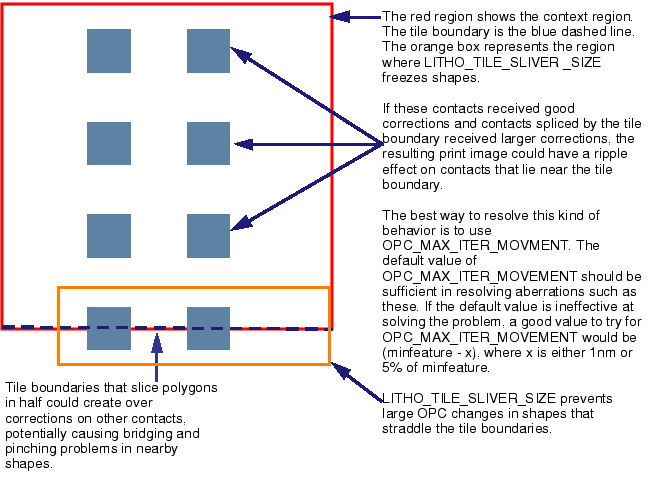 The red region shows the context region.
The tile boundary is the blue dashed line.
The orange box represents the region
where LITHO_TILE_SLIVER _SIZE
freezes shapes.
If these contacts received good
corrections and contacts spliced by the tile
boundary received larger corrections, the
resulting print image could have a ripple
effect on contacts that lie near the tile
boundary.
The best way to resolve this kind of
behavior is to use
OPC_MAX_ITER_MOVMENT. The
default value of
OPC_MAX_ITER_MOVEMENT should be
sufficient in resolving aberrations such as
these. If the default value is ineffective at
solving the problem, a good value to try for
OPC_MAX_ITER_MOVEMENT would be
(minfeature - x), where x is either 1nm or
5% of minfeature.
LITHO_TILE_SLIVER_SIZE prevents
large OPC changes in shapes that
straddle the tile boundaries.
Tile boundaries that slice polygons
in half could create over
corrections on other contacts,
potentially causing bridging and
pinching problems in nearby
shapes.